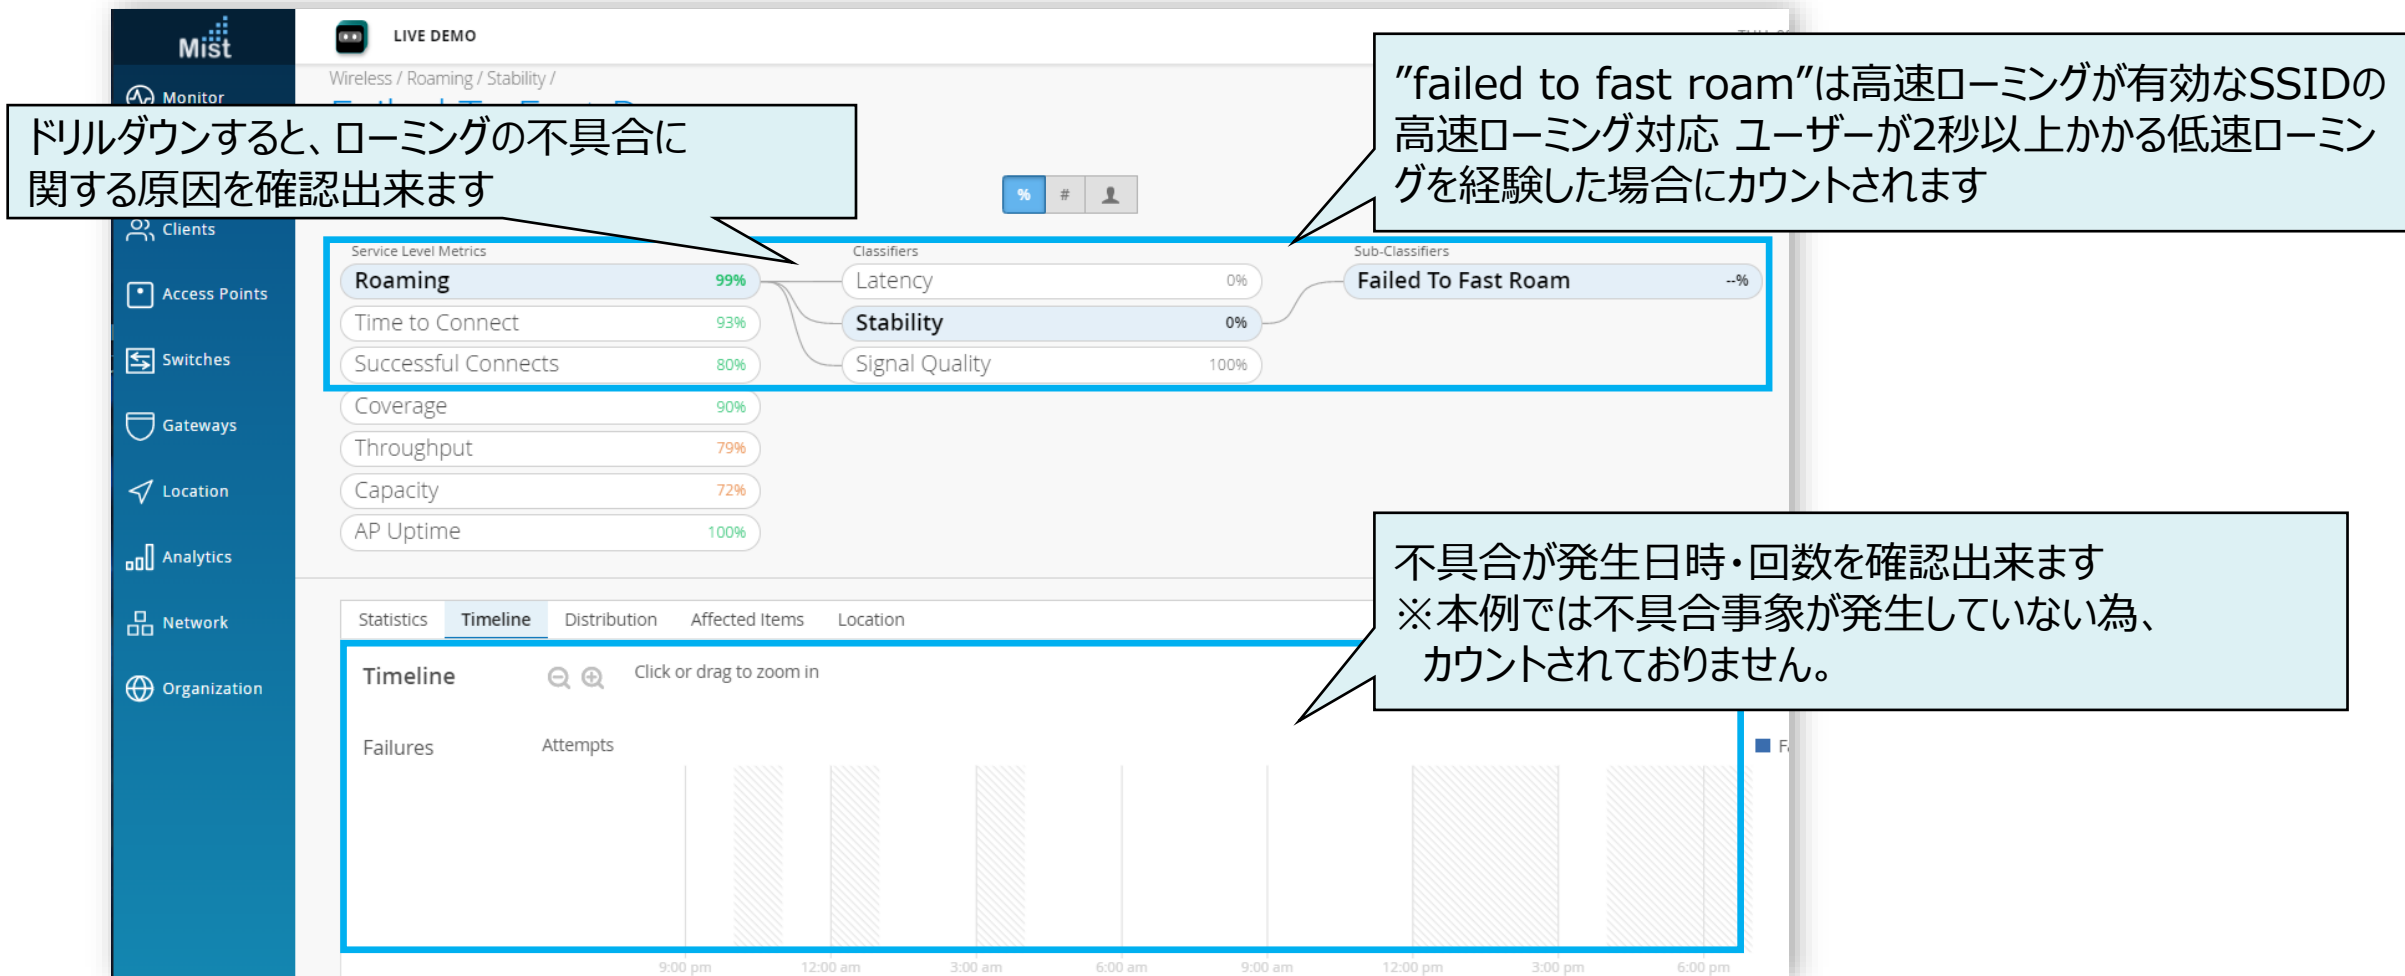 Mist
LIVE DEMO
Wireless / Roaming / Stability /
Monitor
ドリルダウンすると、ローミングの不具合に
関する原因を確認出来ます
”failed to fast roam”は高速ローミングが有効なSSIDの
高速ローミング対応 ユーザーが2秒以上かかる低速ローミン
グを経験した場合にカウントされます
% #
Clients
Access Points
Switches
Gateways
Location
Analytics
Network
Organization
Service Level Metrics Classifiers Sub-Classifiers
Roaming 99% Latency 0% Failed To Fast Roam --%
Time to Connect 93% Stability 0%
Successful Connects 80% Signal Quality 100%
Coverage 90%
Throughput 79%
Capacity 72%
AP Uptime 100%
不具合が発生日時・回数を確認出来ます
※本例では不具合事象が発生していない為、
カウントされておりません。
Statistics Timeline Distribution Affected Items Location
Timeline Click or drag to zoom in
Failures Attempts
9:00 pm 12:00 am 3:00 am 6:00 am 9:00 am 12:00 pm 3:00 pm 6:00 pm